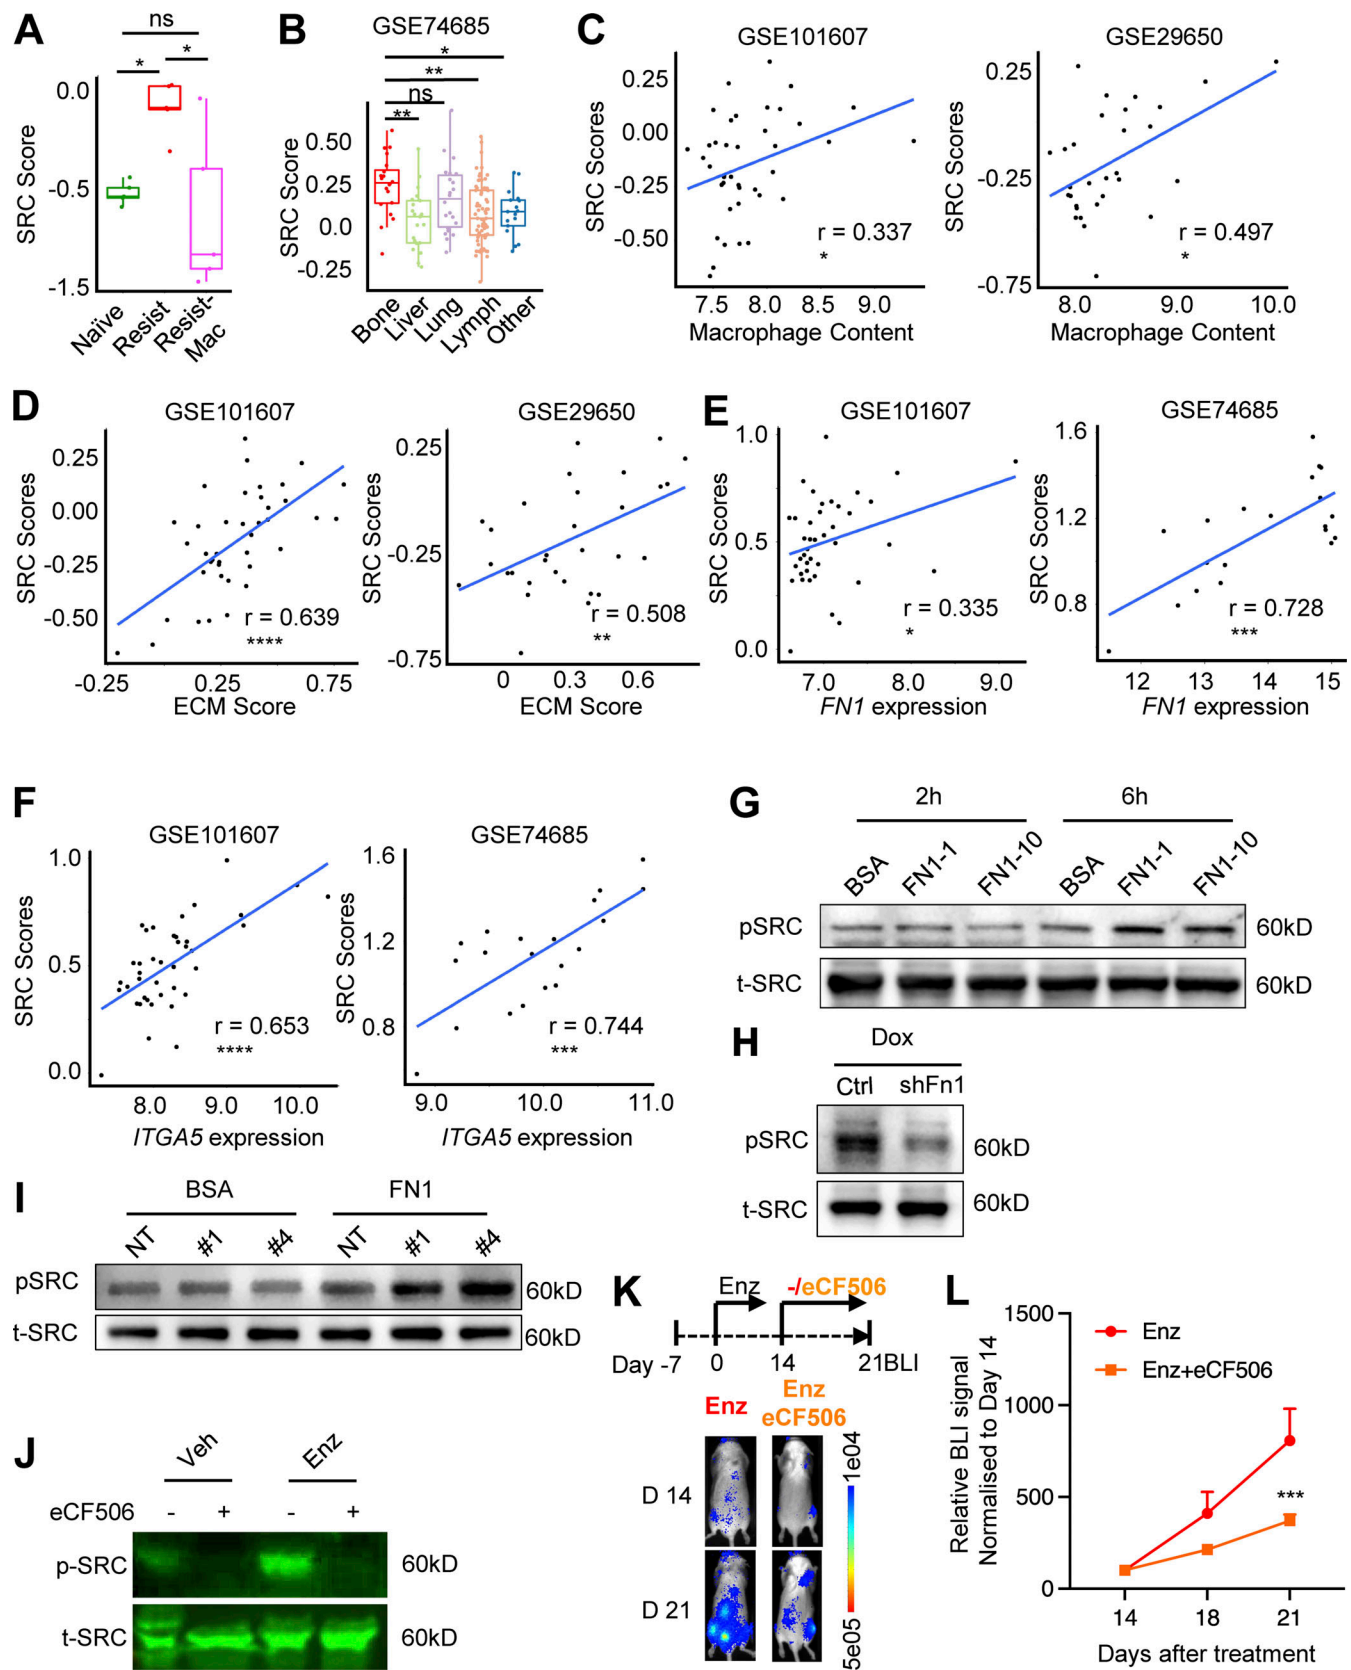 A
ns
*
*
SRC Score
0.0
-0.5
-1.5
Naïve
Resist
Resist-
Mac
B
GSE74685
*
**
ns
**
SRC Score
0.50
0.25
0.0
-0.25
Bone
Liver
Lung
Lymph
Other
C
GSE101607
SRC Scores
0.25
0.00
-0.25
-0.50
r = 0.337
*
7.5 8.0 8.5 9.0
Macrophage Content
GSE29650
SRC Scores
0.25
-0.25
-0.75
r = 0.497
*
8.0 9.0 10.0
Macrophage Content
D
GSE101607
SRC Scores
0.25
0.00
-0.25
-0.50
r = 0.639
****
-0.25 0.25 0.75
ECM Score
GSE29650
SRC Scores
0.25
-0.25
-0.75
r = 0.508
**
0 0.3 0.6
ECM Score
E
GSE101607
SRC Scores
1.0
0.5
0.0
r = 0.335
*
7.0 8.0 9.0
FN1 expression
GSE74685
SRC Scores
1.6
1.2
0.8
r = 0.728
***
12 13 14 15
FN1 expression
F
GSE101607
SRC Scores
1.0
0.5
0.0
r = 0.653
****
8.0 9.0 10.0
ITGA5 expression
GSE74685
SRC Scores
1.6
1.2
0.8
r = 0.744
***
9.0 10.0 11.0
ITGA5 expression
G
2h 6h
BSA FN1-1 FN1-10 BSA FN1-1 FN1-10
pSRC 60kD
t-SRC 60kD
H
Dox
Ctrl shFn1
pSRC 60kD
t-SRC 60kD
I
BSA FN1
NT #1 #4 NT #1 #4
pSRC 60kD
t-SRC 60kD
J
Veh Enz
eCF506 - + - +
p-SRC 60kD
t-SRC 60kD
K
Enz -/eCF506
Day -7 0 14 21BLI
Enz Enz
eCF506
D 14
D 21
1e04
5e05
L
Relative BLI signal
Normalised to Day 14
1500
1000
500
0
Enz
Enz+eCF506
***
14 18 21
Days after treatment